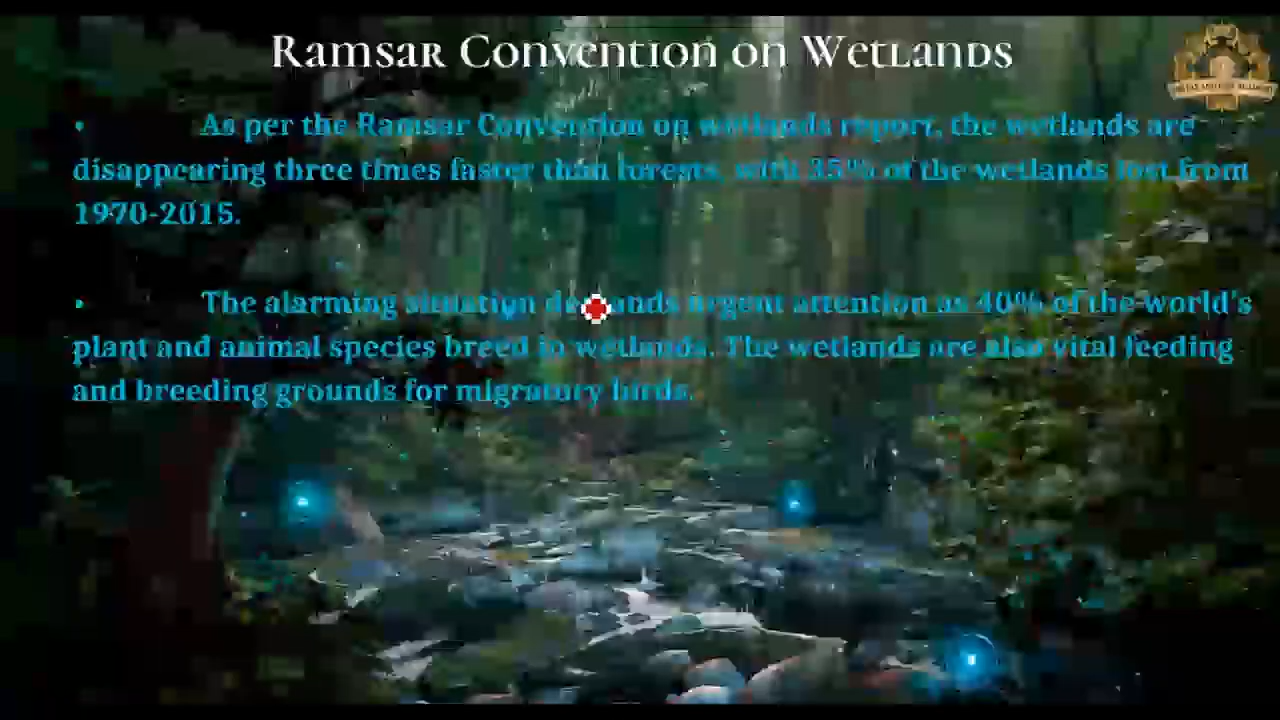 Ramsar Convention on Wetlands
• As per the Ramsar Convention on wetlands report, the wetlands are
disappearing three times faster than forests, with 35% of the wetlands lost from
1970-2015.
• The alarming situation demands urgent attention as 40% of the world's
plant and animal species breed in wetlands. The wetlands are also vital feeding
and breeding grounds for migratory birds.